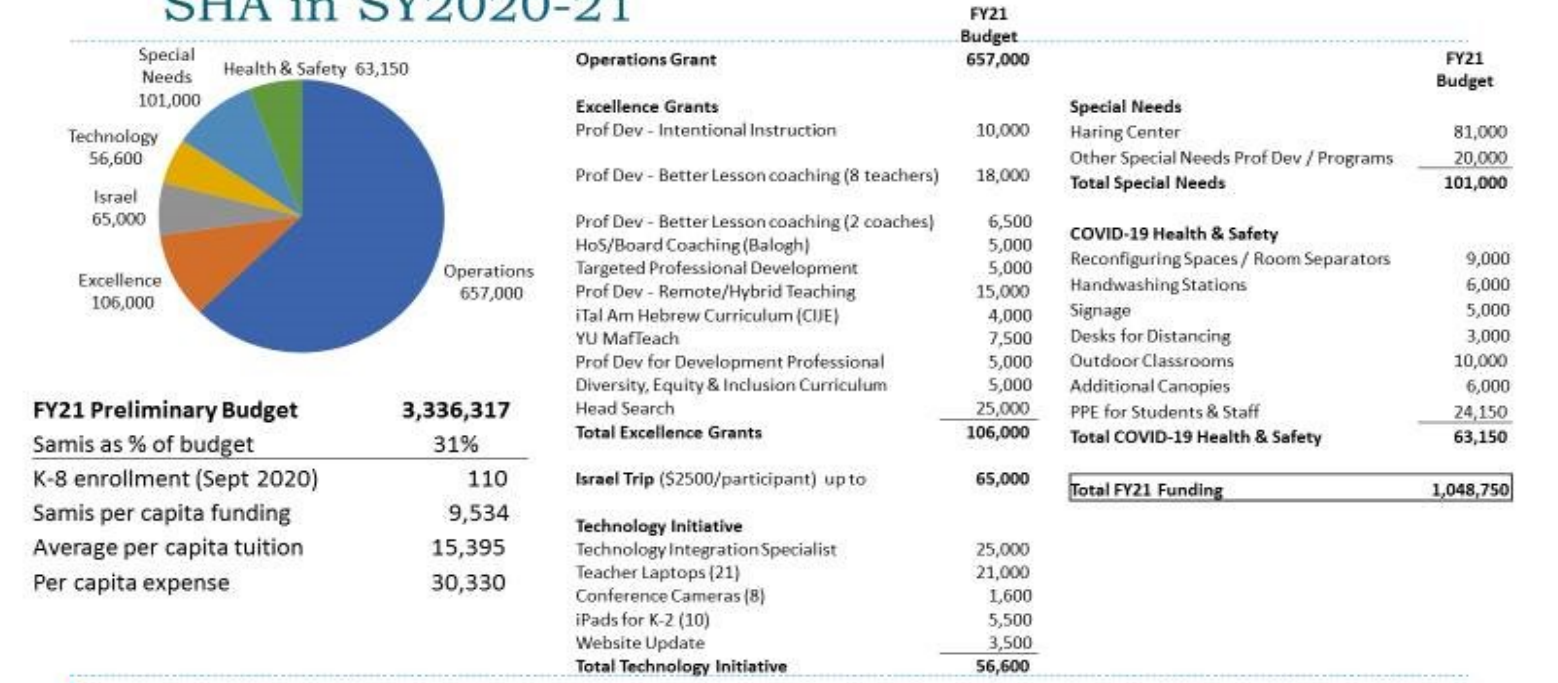 SHA in SY2020-21
Special
Needs
101,000
Health & Safety 63,150
Technology
56,600
Israel
65,000
Excellence
106,000
Operations
657,000
FY21 Preliminary Budget 3,336,317
Samis as % of budget 31%
K-8 enrollment (Sept 2020) 110
Samis per capita funding 9,534
Average per capita tuition 15,395
Per capita expense 30,330
FY21
Budget
Operations Grant 657,000
Excellence Grants
Prof Dev - Intentional Instruction 10,000
Prof Dev - Better Lesson coaching (8 teachers) 18,000
Prof Dev - Better Lesson coaching (2 coaches) 6,500
HoS/Board Coaching (Balogh) 5,000
Targeted Professional Development 5,000
Prof Dev - Remote/Hybrid Teaching 15,000
iTal Am Hebrew Curriculum (CIJE) 4,000
YU MafTeach 7,500
Prof Dev for Development Professional 5,000
Diversity, Equity & Inclusion Curriculum 5,000
Head Search 25,000
Total Excellence Grants 106,000
Israel Trip ($2500/participant) up to 65,000
Technology Initiative
Technology Integration Specialist 25,000
Teacher Laptops (21) 21,000
Conference Cameras (8) 1,600
iPads for K-2 (10) 5,500
Website Update 3,500
Total Technology Initiative 56,600
FY21
Budget
Special Needs
Haring Center 81,000
Other Special Needs Prof Dev / Programs 20,000
Total Special Needs 101,000
COVID-19 Health & Safety
Reconfiguring Spaces / Room Separators 9,000
Handwashing Stations 6,000
Signage 5,000
Desks for Distancing 3,000
Outdoor Classrooms 10,000
Additional Canopies 6,000
PPE for Students & Staff 24,150
Total COVID-19 Health & Safety 63,150
Total FY21 Funding 1,048,750